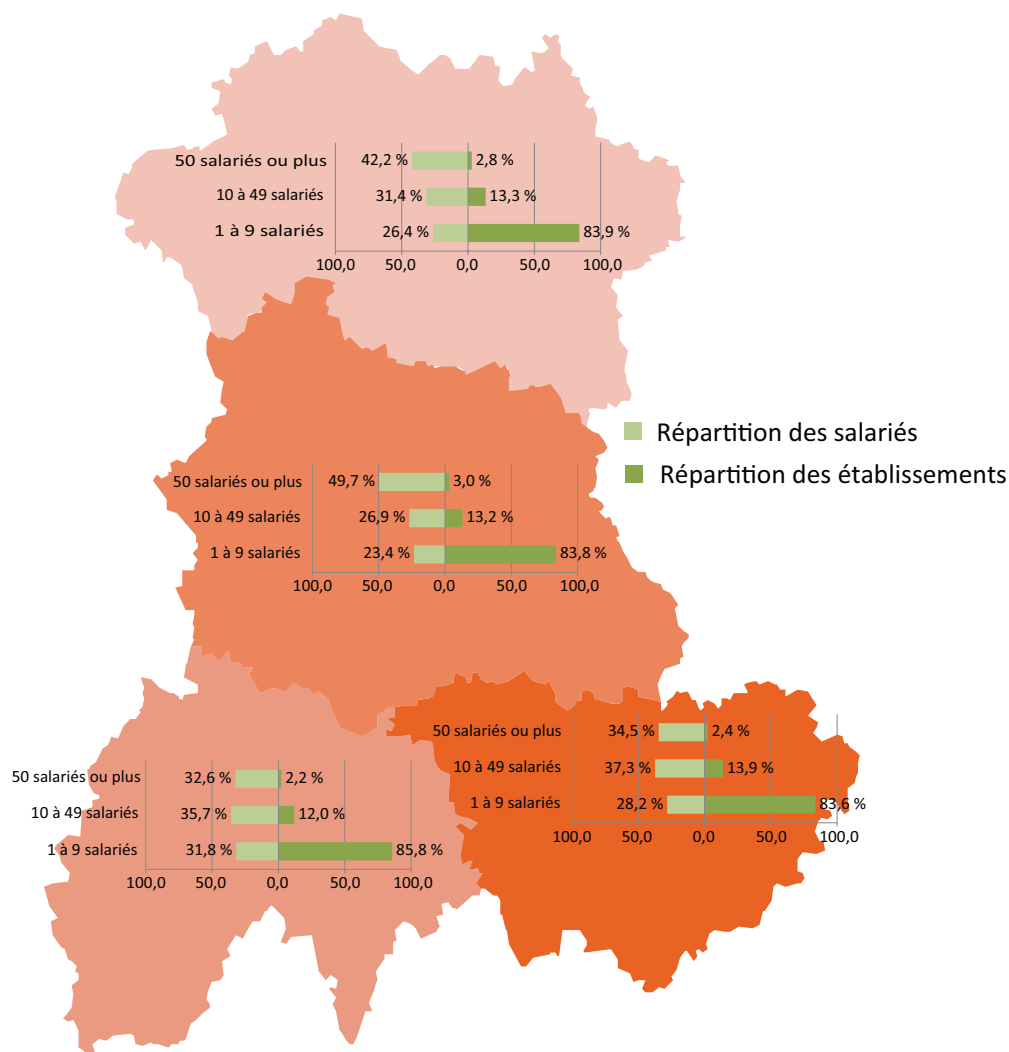 50 salariés ou plus 42,2 % 2,8 %
10 à 49 salariés 31,4 % 13,3 %
1 à 9 salariés 26,4 % 83,9 %
100,0 50,0 0,0 50,0 100,0
Répartition des salariés
Répartition des établissements
50 salariés ou plus 49,7 % 3,0 %
10 à 49 salariés 26,9 % 13,2 %
1 à 9 salariés 23,4 % 83,8 %
100,0 50,0 0,0 50,0 100,0
50 salariés ou plus 34,5 % 2,4 %
10 à 49 salariés 37,3 % 13,9 %
1 à 9 salariés 28,2 % 83,6 %
100,0 50,0 0,0 50,0 100,0
50 salariés ou plus 32,6 % 2,2 %
10 à 49 salariés 35,7 % 12,0 %
1 à 9 salariés 31,8 % 85,8 %
100,0 50,0 0,0 50,0 100,0